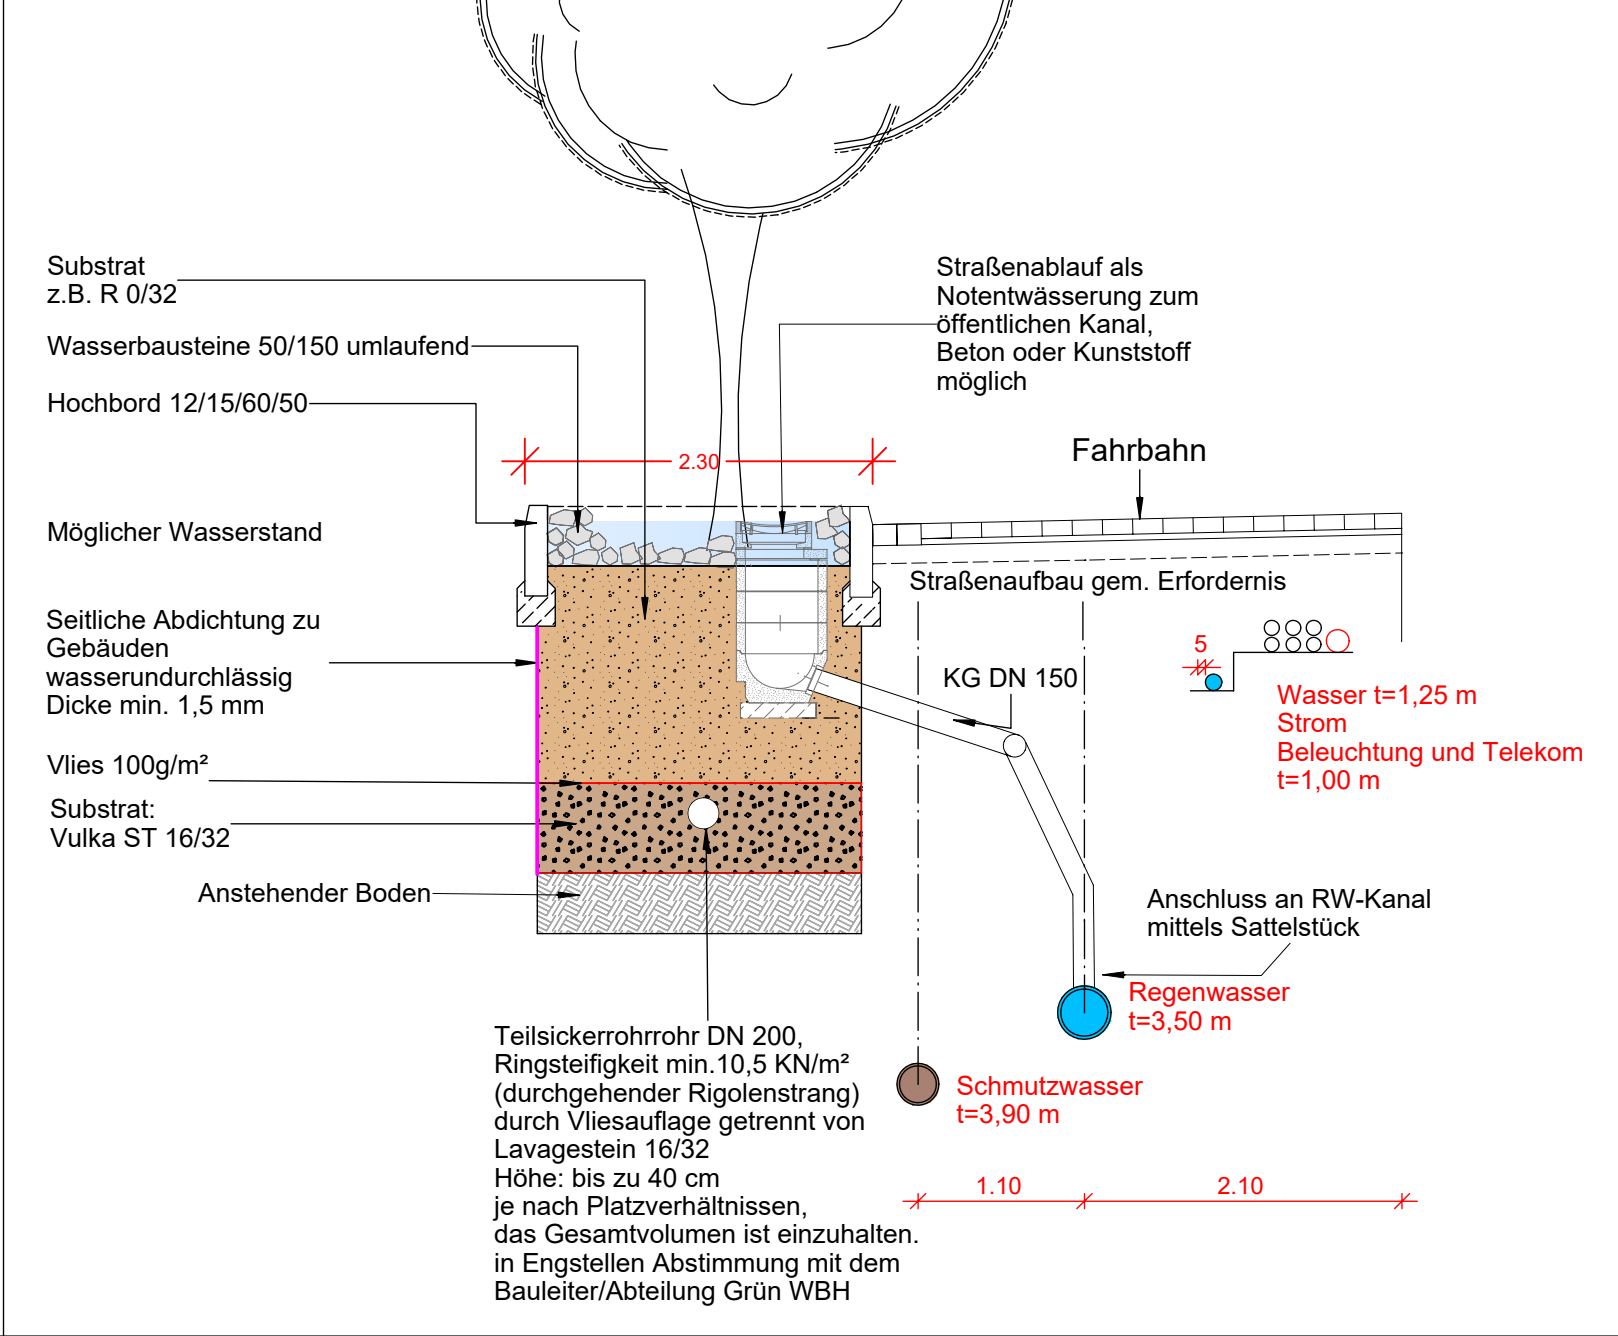 Substrat
z.B. R 0/32
Wasserbausteine 50/150 umlaufend
Hochbord 12/15/60/50
Möglicher Wasserstand
Seitliche Abdichtung zu
Gebäuden
wasserundurchlässig
Dicke min. 1,5 mm
Vlies 100g/m²
Substrat:
Vulka ST 16/32
Anstehender Boden
2.30
Straßenablauf als
Notentwässerung zum
öffentlichen Kanal,
Beton oder Kunststoff
möglich
Fahrbahn
Straßenaufbau gem. Erfordernis
5
KG DN 150
Wasser t=1,25 m
Strom
Beleuchtung und Telekom
t=1,00 m
Anschluss an RW-Kanal
mittels Sattelstück
Regenwasser
t=3,50 m
Schmutzwasser
t=3,90 m
1.10
2.10
Teilsickerrohrrohr DN 200,
Ringsteifigkeit min.10,5 KN/m²
(durchgehender Rigolenstrang)
durch Vliesauflage getrennt von
Lavagestein 16/32
Höhe: bis zu 40 cm
je nach Platzverhältnissen,
das Gesamtvolumen ist einzuhalten.
in Engstellen Abstimmung mit dem
Bauleiter/Abteilung Grün WBH